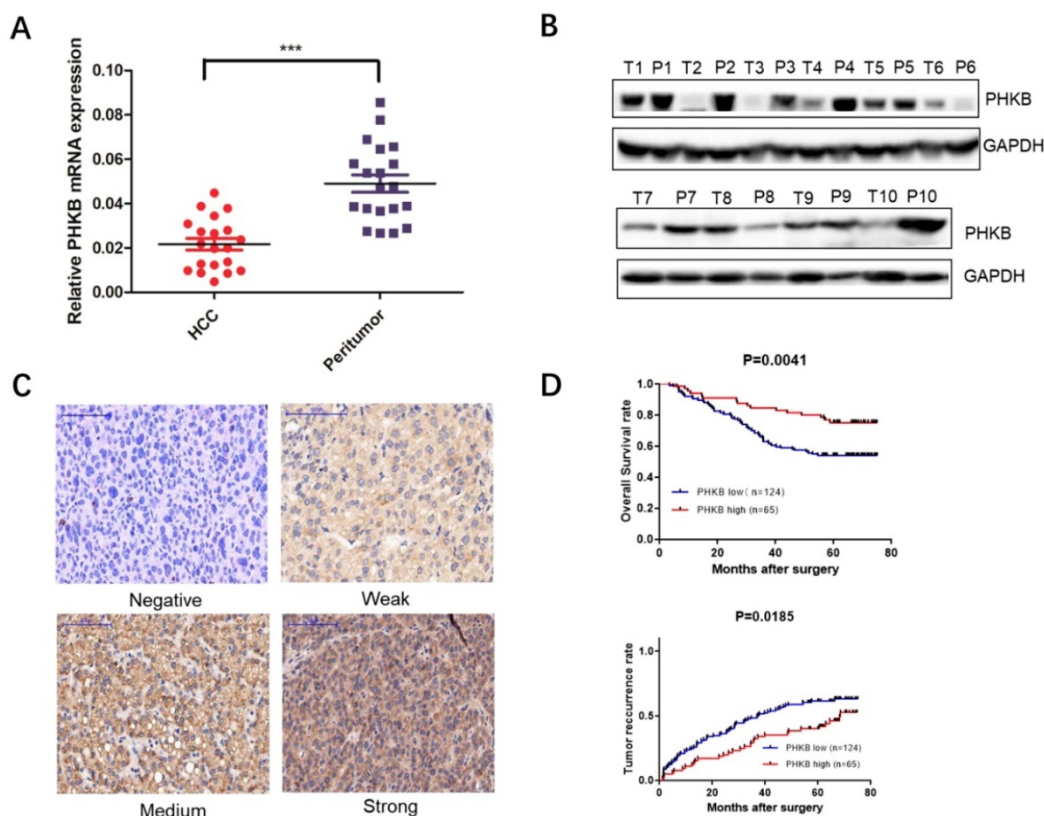 A
***
Relative PHKB mRNA expression
0.10
0.08
0.06
0.04
0.02
0.00
HCC
Peritumor
B
T1 P1 T2 P2 T3 P3 T4 P4 T5 P5 T6 P6
PHKB
GAPDH
T7 P7 T8 P8 T9 P9 T10 P10
PHKB
GAPDH
C
Negative
Weak
Medium
Strong
D
P=0.0041
Overall Survival rate
1.0
0.8
0.6
0.4
0.2
0.0
PHKB low( n=124)
PHKB high (n=65)
0 20 40 60 80
Months after surgery
P=0.0185
Tumor reccurrence rate
1.0
0.5
0.0
PHKB low (n=124)
PHKB high (n=65)
0 20 40 60 80
Months after surgery